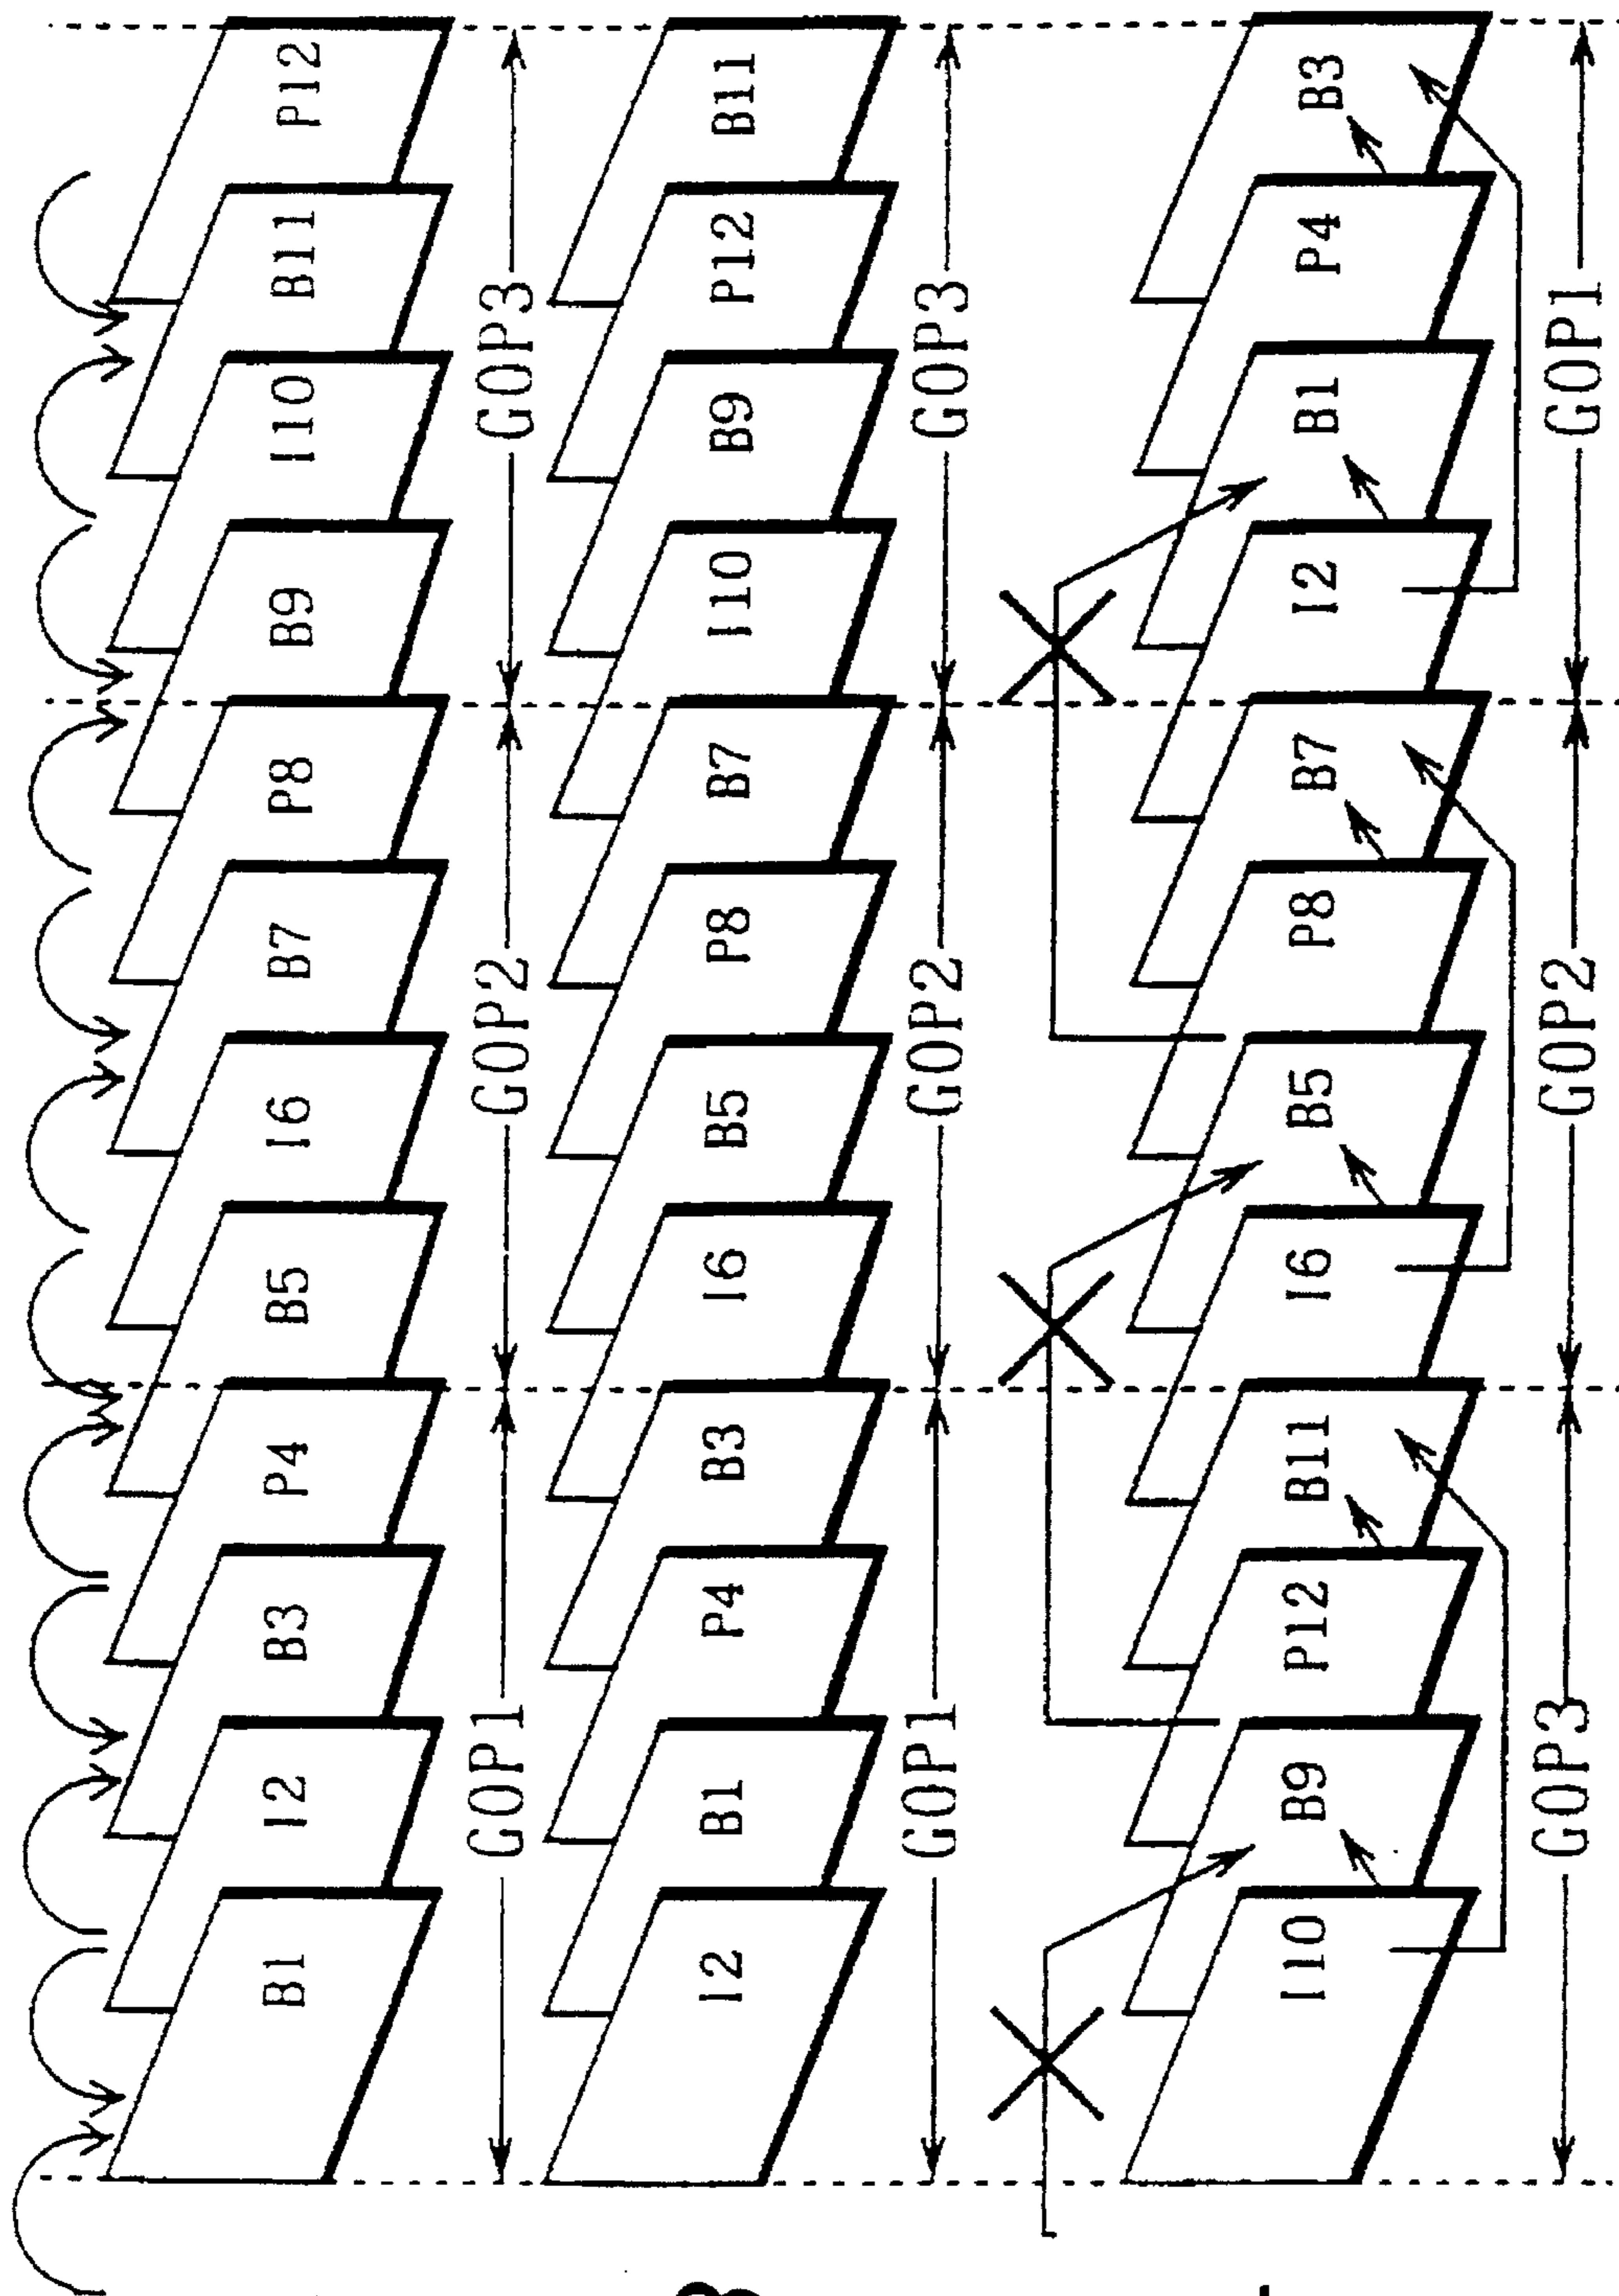 B1 I2 B3 P4 B5 I6 B7 P8 B9 I10 B11 P12
GOP1 GOP2 GOP3
I2 B1 P4 B3 I6 B5 P8 B7 I10 B9 P12 B11
GOP1 GOP2 GOP3
I10 B9 P12 B11 I6 B5 P8 B7 I2 B1 P4 B3
GOP3 GOP2 GOP1